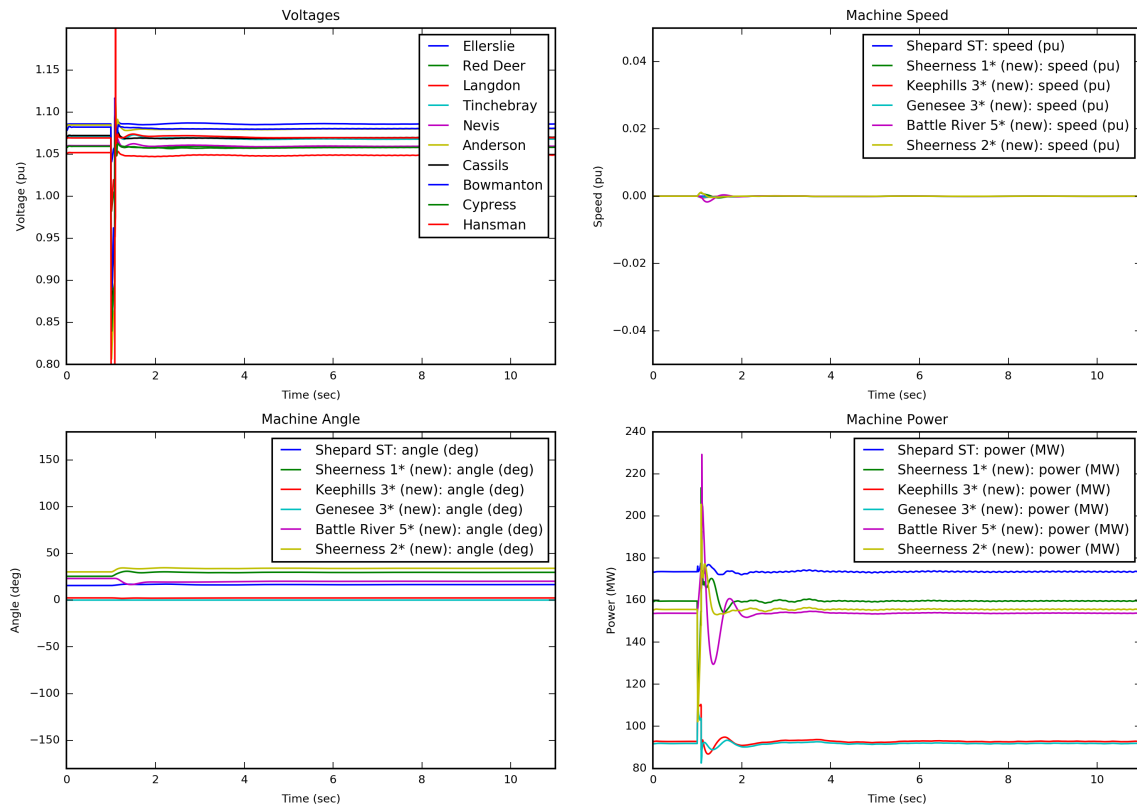 Voltages
1.15
1.10
1.05
1.00
0.95
0.90
0.85
0.80
Voltage (pu)
0
2
4
6
8
10
Time (sec)
Ellerslie
Red Deer
Langdon
Tinchebray
Nevis
Anderson
Cassils
Bowmanton
Cypress
Hansman
Machine Speed
0.04
0.02
0.00
−0.02
−0.04
Speed (pu)
0
2
4
6
8
10
Time (sec)
Shepard ST: speed (pu)
Sheerness 1* (new): speed (pu)
Keephills 3* (new): speed (pu)
Genesee 3* (new): speed (pu)
Battle River 5* (new): speed (pu)
Sheerness 2* (new): speed (pu)
Machine Angle
150
100
50
0
−50
−100
−150
Angle (deg)
0
2
4
6
8
10
Time (sec)
Shepard ST: angle (deg)
Sheerness 1* (new): angle (deg)
Keephills 3* (new): angle (deg)
Genesee 3* (new): angle (deg)
Battle River 5* (new): angle (deg)
Sheerness 2* (new): angle (deg)
Machine Power
240
220
200
180
160
140
120
100
80
Power (MW)
0
2
4
6
8
10
Time (sec)
Shepard ST: power (MW)
Sheerness 1* (new): power (MW)
Keephills 3* (new): power (MW)
Genesee 3* (new): power (MW)
Battle River 5* (new): power (MW)
Sheerness 2* (new): power (MW)